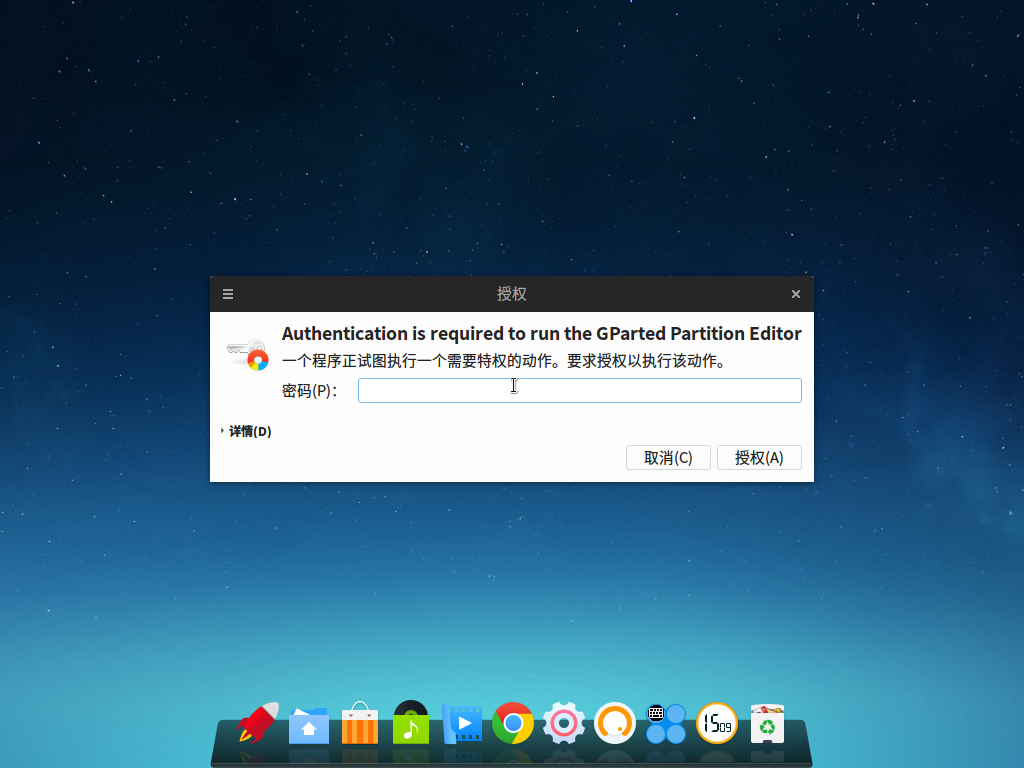 授权
Authentication is required to run the GParted Partition Editor
一个程序正试图执行一个需要特权的动作。要求授权以执行该动作。
密码(P)：
详情(D)
取消(C) 授权(A)
15 09